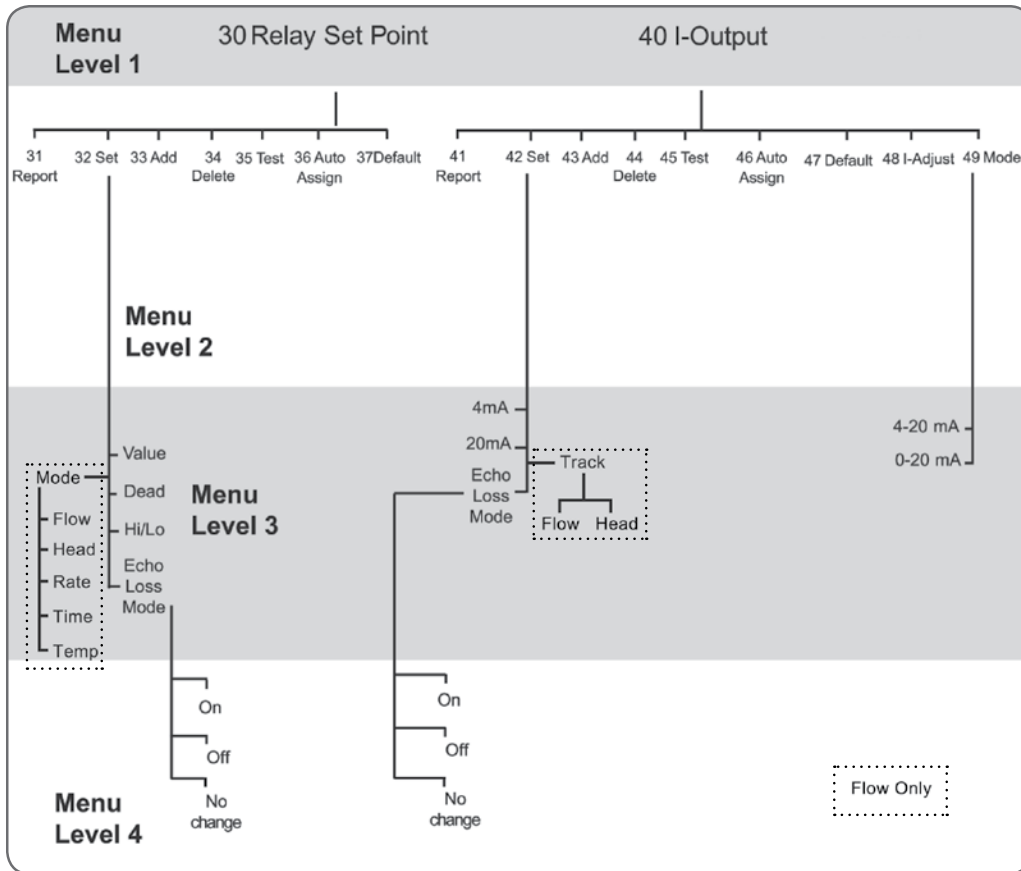 Menu
Level 1
30 Relay Set Point
40 I-Output
31
Report
32 Set
33 Add
34
Delete
35 Test
36 Auto
Assign
37Default
41
Report
42 Set
43 Add
44
Delete
45 Test
46 Auto
Assign
47 Default
48 I-Adjust
49 Mode
Menu
Level 2
Value
Mode
Dead
Flow
Hi/Lo
Head
Echo
Loss
Mode
Rate
Time
Temp
Menu
Level 3
4mA
20mA
Echo
Loss
Mode
Track
Flow
Head
4-20 mA
0-20 mA
On
Off
No
change
On
Off
No
change
Menu
Level 4
Flow Only